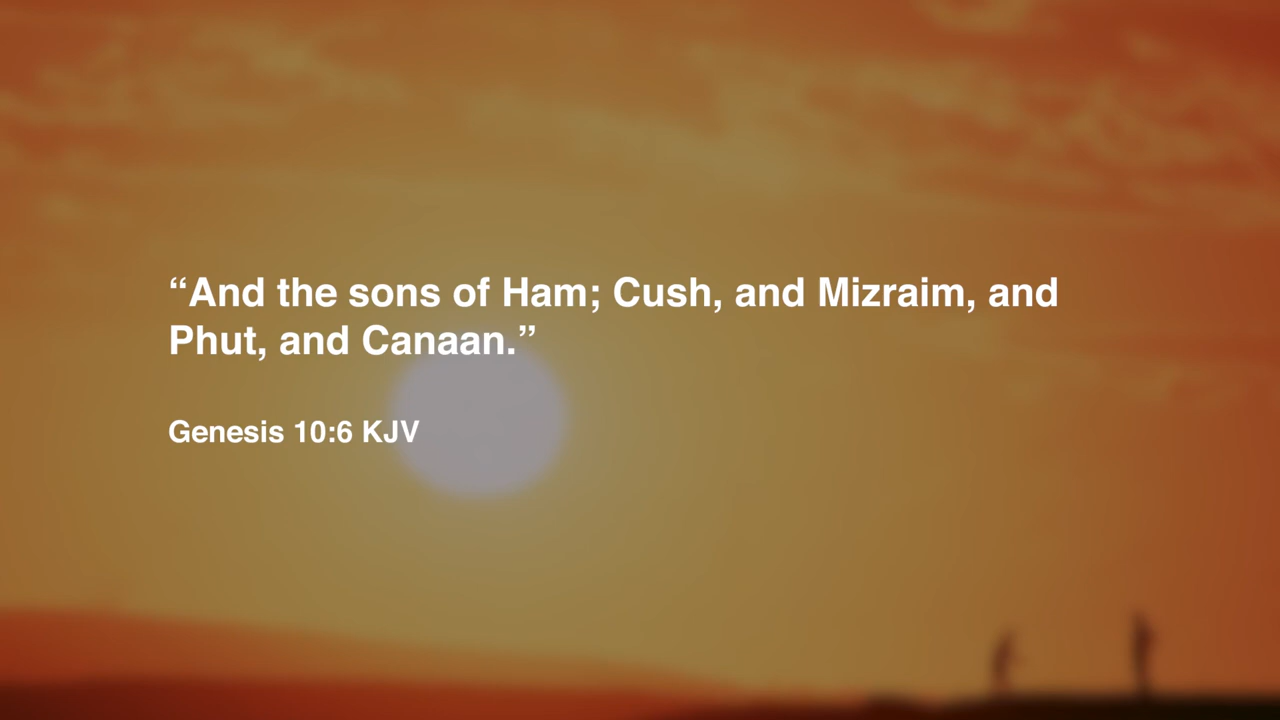 “And the sons of Ham; Cush, and Mizraim, and
Phut, and Canaan.”
Genesis 10:6 KJV